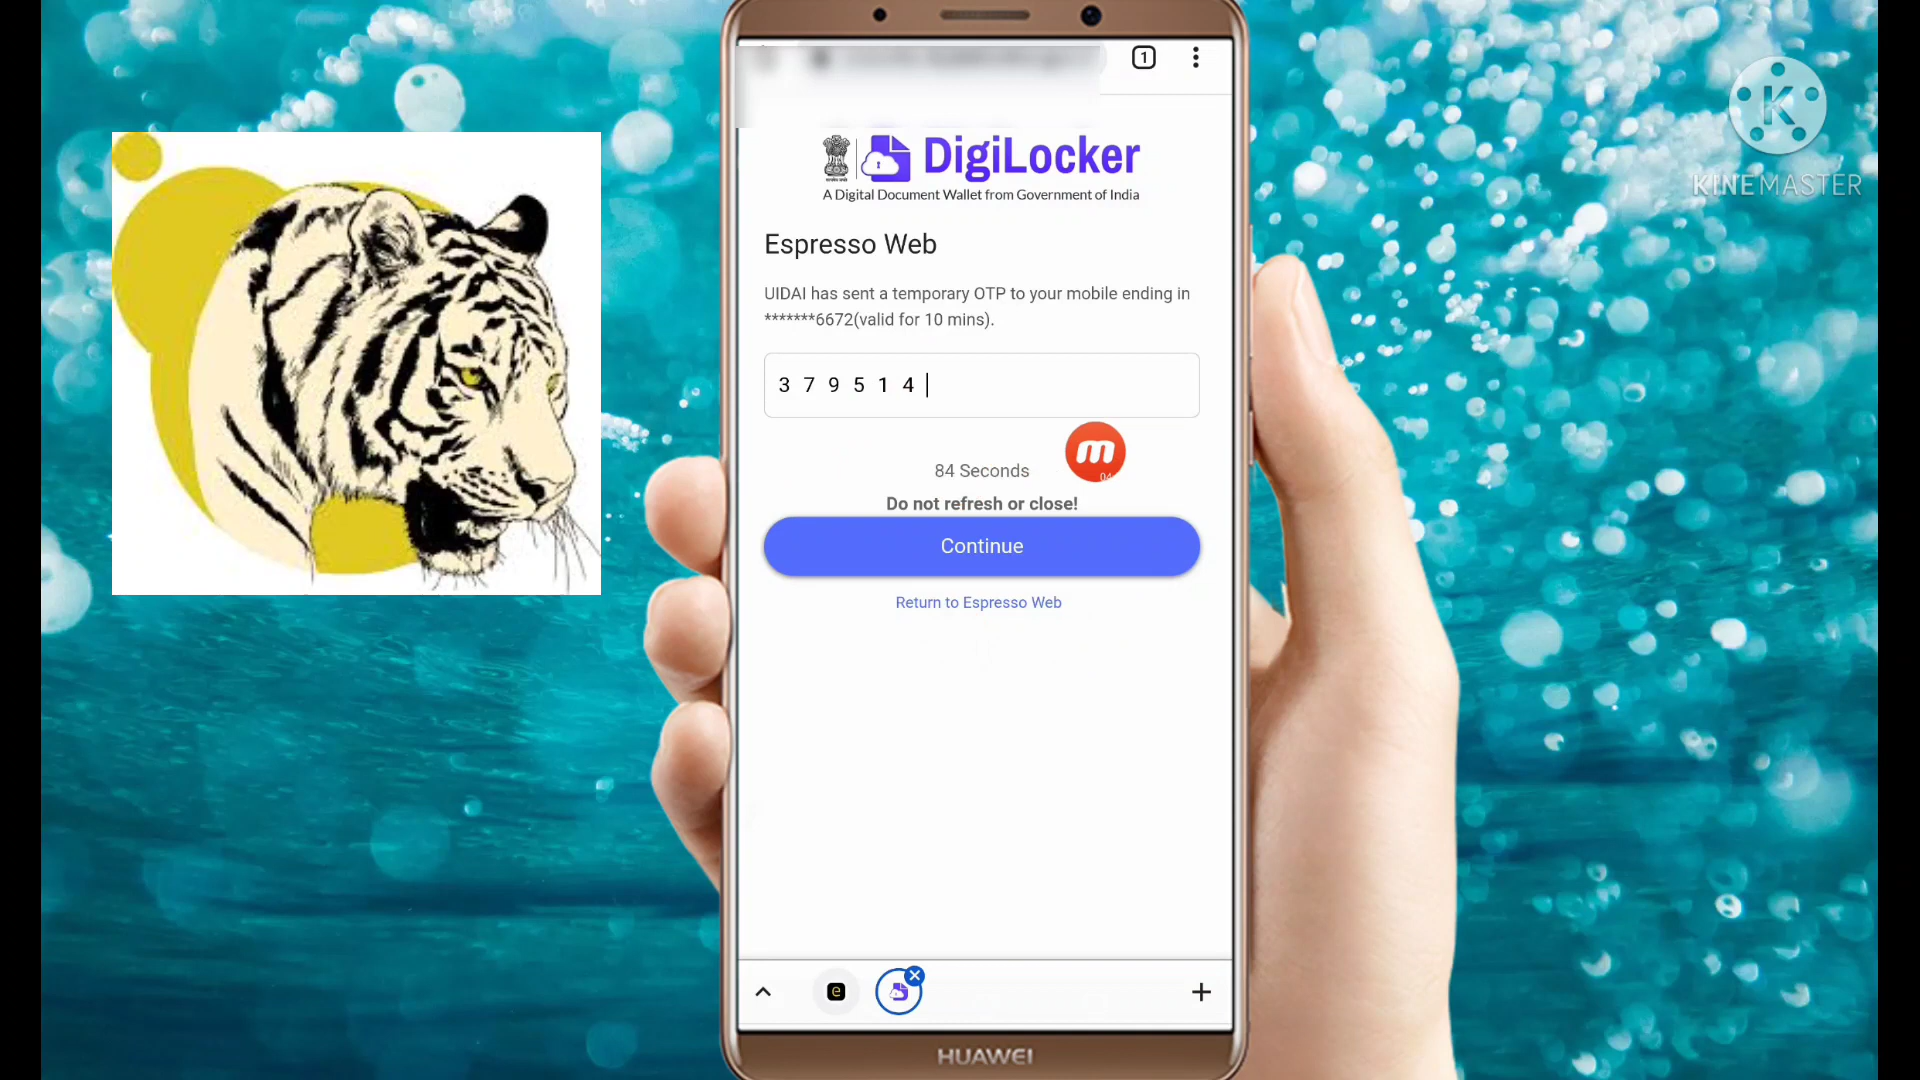 1
DigiLocker
A Digital Document Wallet from Government of India
Espresso Web
UIDAI has sent a temporary OTP to your mobile ending in
*******6672(valid for 10 mins).
3 7 9 5 1 4
m
84 Seconds
Do not refresh or close!
Continue
Return to Espresso Web
e
HUAWEI
K
KINEMASTER